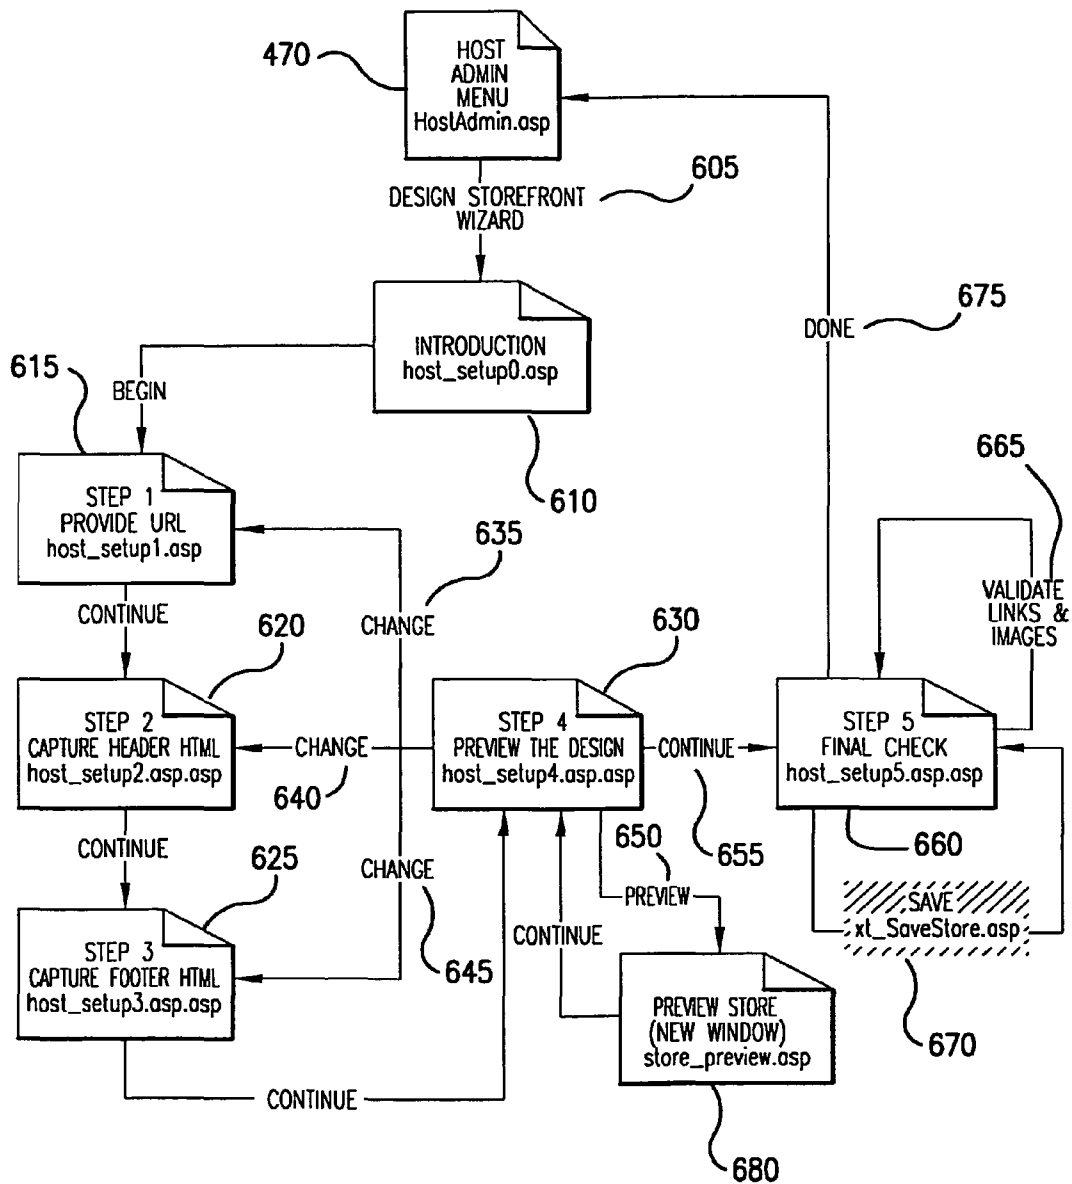 470
HOST
ADMIN
MENU
HostAdmin.asp
605
DESIGN STOREFRONT
WIZARD
675
DONE
INTRODUCTION
host_setup0.asp
610
615
BEGIN
STEP 1
PROVIDE URL
host_setup1.asp
665
VALIDATE
LINKS &
IMAGES
635
CHANGE
CONTINUE
620
630
STEP 2
CAPTURE HEADER HTML
host_setup2.asp.asp
CHANGE
640
STEP 4
PREVIEW THE DESIGN
host_setup4.asp.asp
CONTINUE
655
STEP 5
FINAL CHECK
host_setup5.asp.asp
660
CONTINUE
625
CHANGE
645
650
PREVIEW
SAVE
xt_SaveStore.asp
670
STEP 3
CAPTURE FOOTER HTML
host_setup3.asp.asp
CONTINUE
PREVIEW STORE
(NEW WINDOW)
store_preview.asp
680
CONTINUE